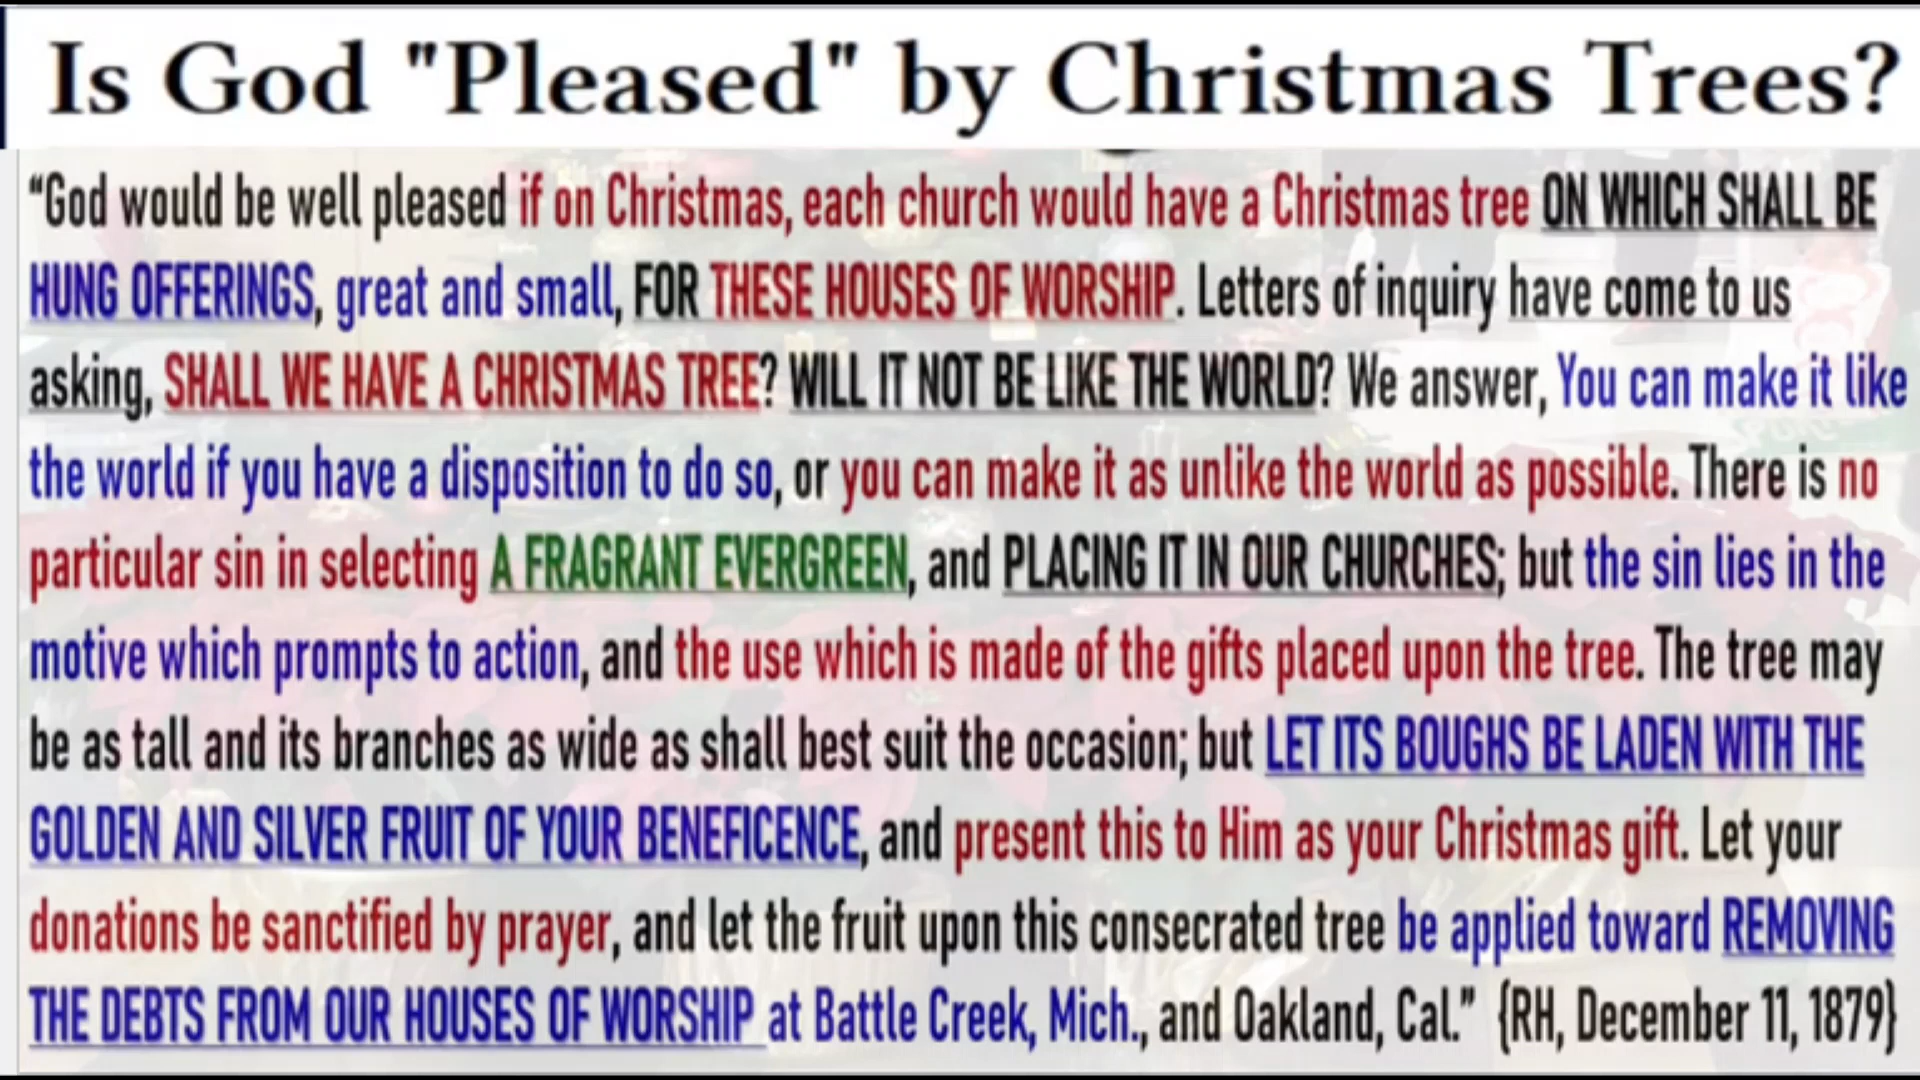 Is God "Pleased" by Christmas Trees?
“God would be well pleased if on Christmas, each church would have a Christmas tree ON WHICH SHALL BE
HUNG OFFERINGS, great and small, FOR THESE HOUSES OF WORSHIP. Letters of inquiry have come to us
asking, SHALL WE HAVE A CHRISTMAS TREE? WILL IT NOT BE LIKE THE WORLD? We answer, You can make it like
the world if you have a disposition to do so, or you can make it as unlike the world as possible. There is no
particular sin in selecting A FRAGRANT EVERGREEN, and PLACING IT IN OUR CHURCHES; but the sin lies in the
motive which prompts to action, and the use which is made of the gifts placed upon the tree. The tree may
be as tall and its branches as wide as shall best suit the occasion; but LET ITS BOUGHS BE LADEN WITH THE
GOLDEN AND SILVER FRUIT OF YOUR BENEFICENCE, and present this to Him as your Christmas gift. Let your
donations be sanctified by prayer, and let the fruit upon this consecrated tree be applied toward REMOVING
THE DEBTS FROM OUR HOUSES OF WORSHIP at Battle Creek, Mich., and Oakland, Cal.” {RH, December 11, 1879}